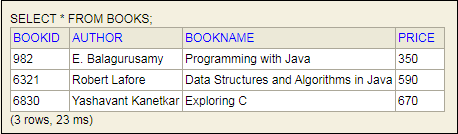 SELECT * FROM BOOKS;
BOOKID AUTHOR BOOKNAME PRICE
982 E. Balagurusamy Programming with Java 350
6321 Robert Lafore Data Structures and Algorithms in Java 590
6830 Yashavant Kanetkar Exploring C 670
(3 rows, 23 ms)